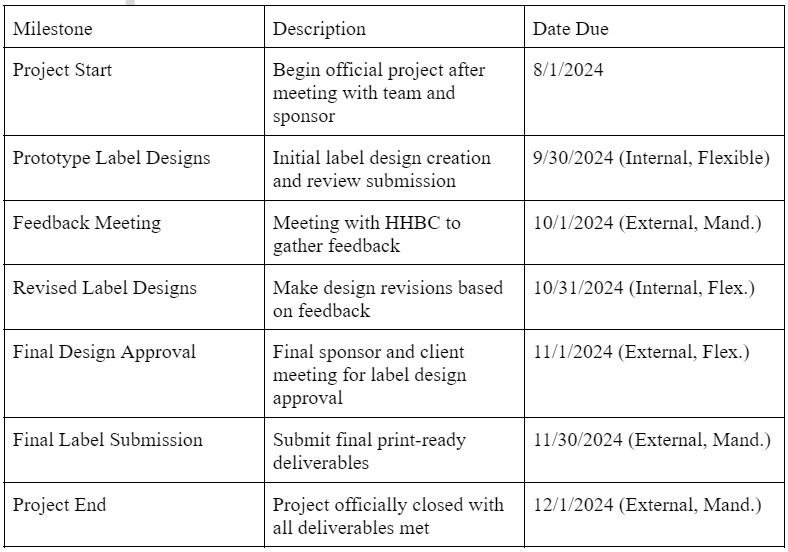 Milestone Description Date Due
Project Start Begin official project after 8/1/2024
meeting with team and
sponsor
Prototype Label Designs Initial label design creation 9/30/2024 (Internal, Flexible)
and review submission
Feedback Meeting Meeting with HHBC to 10/1/2024 (External, Mand.)
gather feedback
Revised Label Designs Make design revisions based 10/31/2024 (Internal, Flex.)
on feedback
Final Design Approval Final sponsor and client 11/1/2024 (External, Flex.)
meeting for label design
approval
Final Label Submission Submit final print-ready 11/30/2024 (External, Mand.)
deliverables
Project End Project officially closed with 12/1/2024 (External, Mand.)
all deliverables met